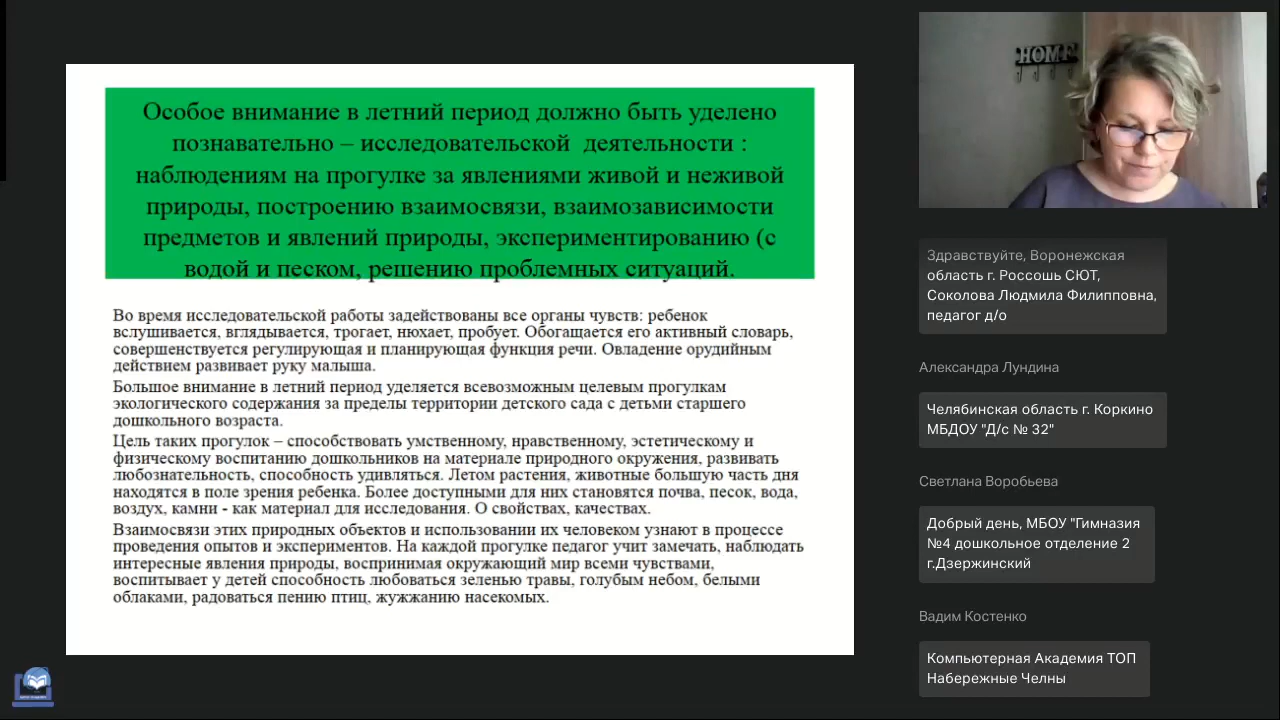 Особое внимание в летний период должно быть уделено
познавательно – исследовательской деятельности :
наблюдениям на прогулке за явлениями живой и неживой
природы, построению взаимосвязи, взаимозависимости
предметов и явлений природы, экспериментированию (с
водой и песком, решению проблемных ситуаций.
Во время исследовательской работы задействованы все органы чувств: ребенок
вслушивается, вглядывается, трогает, нюхает, пробует. Обогащается его активный словарь,
совершенствуется регулирующая и планирующая функция речи. Овладение орудийным
действием развивает руку малыша.
Большое внимание в летний период уделяется всевозможным целевым прогулкам
экологического содержания за пределы территории детского сада с детьми старшего
дошкольного возраста.
Цель таких прогулок – способствовать умственному, нравственному, эстетическому и
физическому воспитанию дошкольников на материале природного окружения, развивать
любознательность, способность удивляться. Летом растения, животные большую часть дня
находятся в поле зрения ребенка. Более доступными для них становятся почва, песок, вода,
воздух, камни - как материал для исследования. О свойствах, качествах.
Взаимосвязи этих природных объектов и использовании их человеком узнают в процессе
проведения опытов и экспериментов. На каждой прогулке педагог учит замечать, наблюдать
интересные явления природы, воспринимая окружающий мир всеми чувствами,
воспитывает у детей способность любоваться зеленью травы, голубым небом, белыми
облаками, радоваться пению птиц, жужжанию насекомых.
HOME
Здравствуйте, Воронежская
область г. Россошь СЮТ,
Соколова Людмила Филипповна,
педагог д/о
Александра Лундина
Челябинская область г. Коркино
МБДОУ "Д/с № 32"
Светлана Воробьева
Добрый день, МБОУ "Гимназия
№4 дошкольное отделение 2
г.Дзержинский
Вадим Костенко
Компьютерная Академия ТОП
Набережные Челны